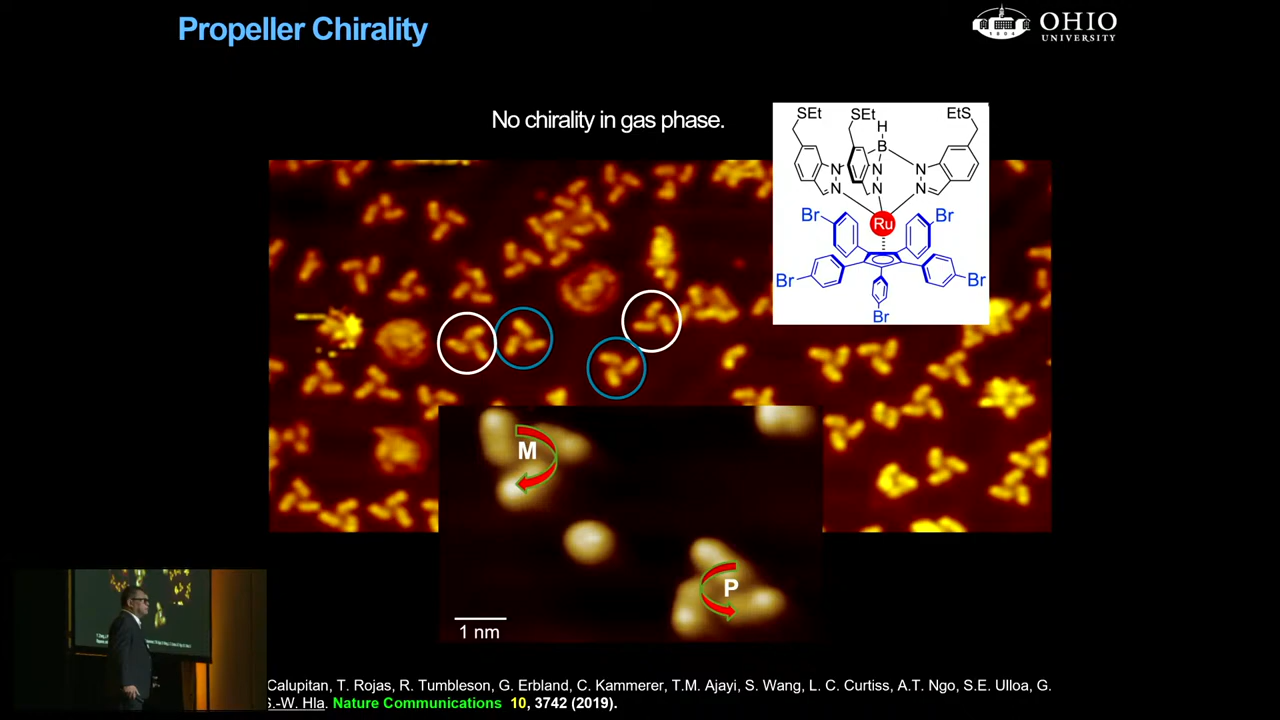 Propeller Chirality
OHIO
UNIVERSITY
1804
No chirality in gas phase.
SEt
SEt
EtS
H
B
N
N
N
N
N
N
Ru
Br
Br
Br
Br
Br
M
P
1 nm
Calupitan, T. Rojas, R. Tumbleson, G. Erbland, C. Kammerer, T.M. Ajayi, S. Wang, L. C. Curtiss, A.T. Ngo, S.E. Ulloa, G.
S.-W. Hla. Nature Communications 10, 3742 (2019).